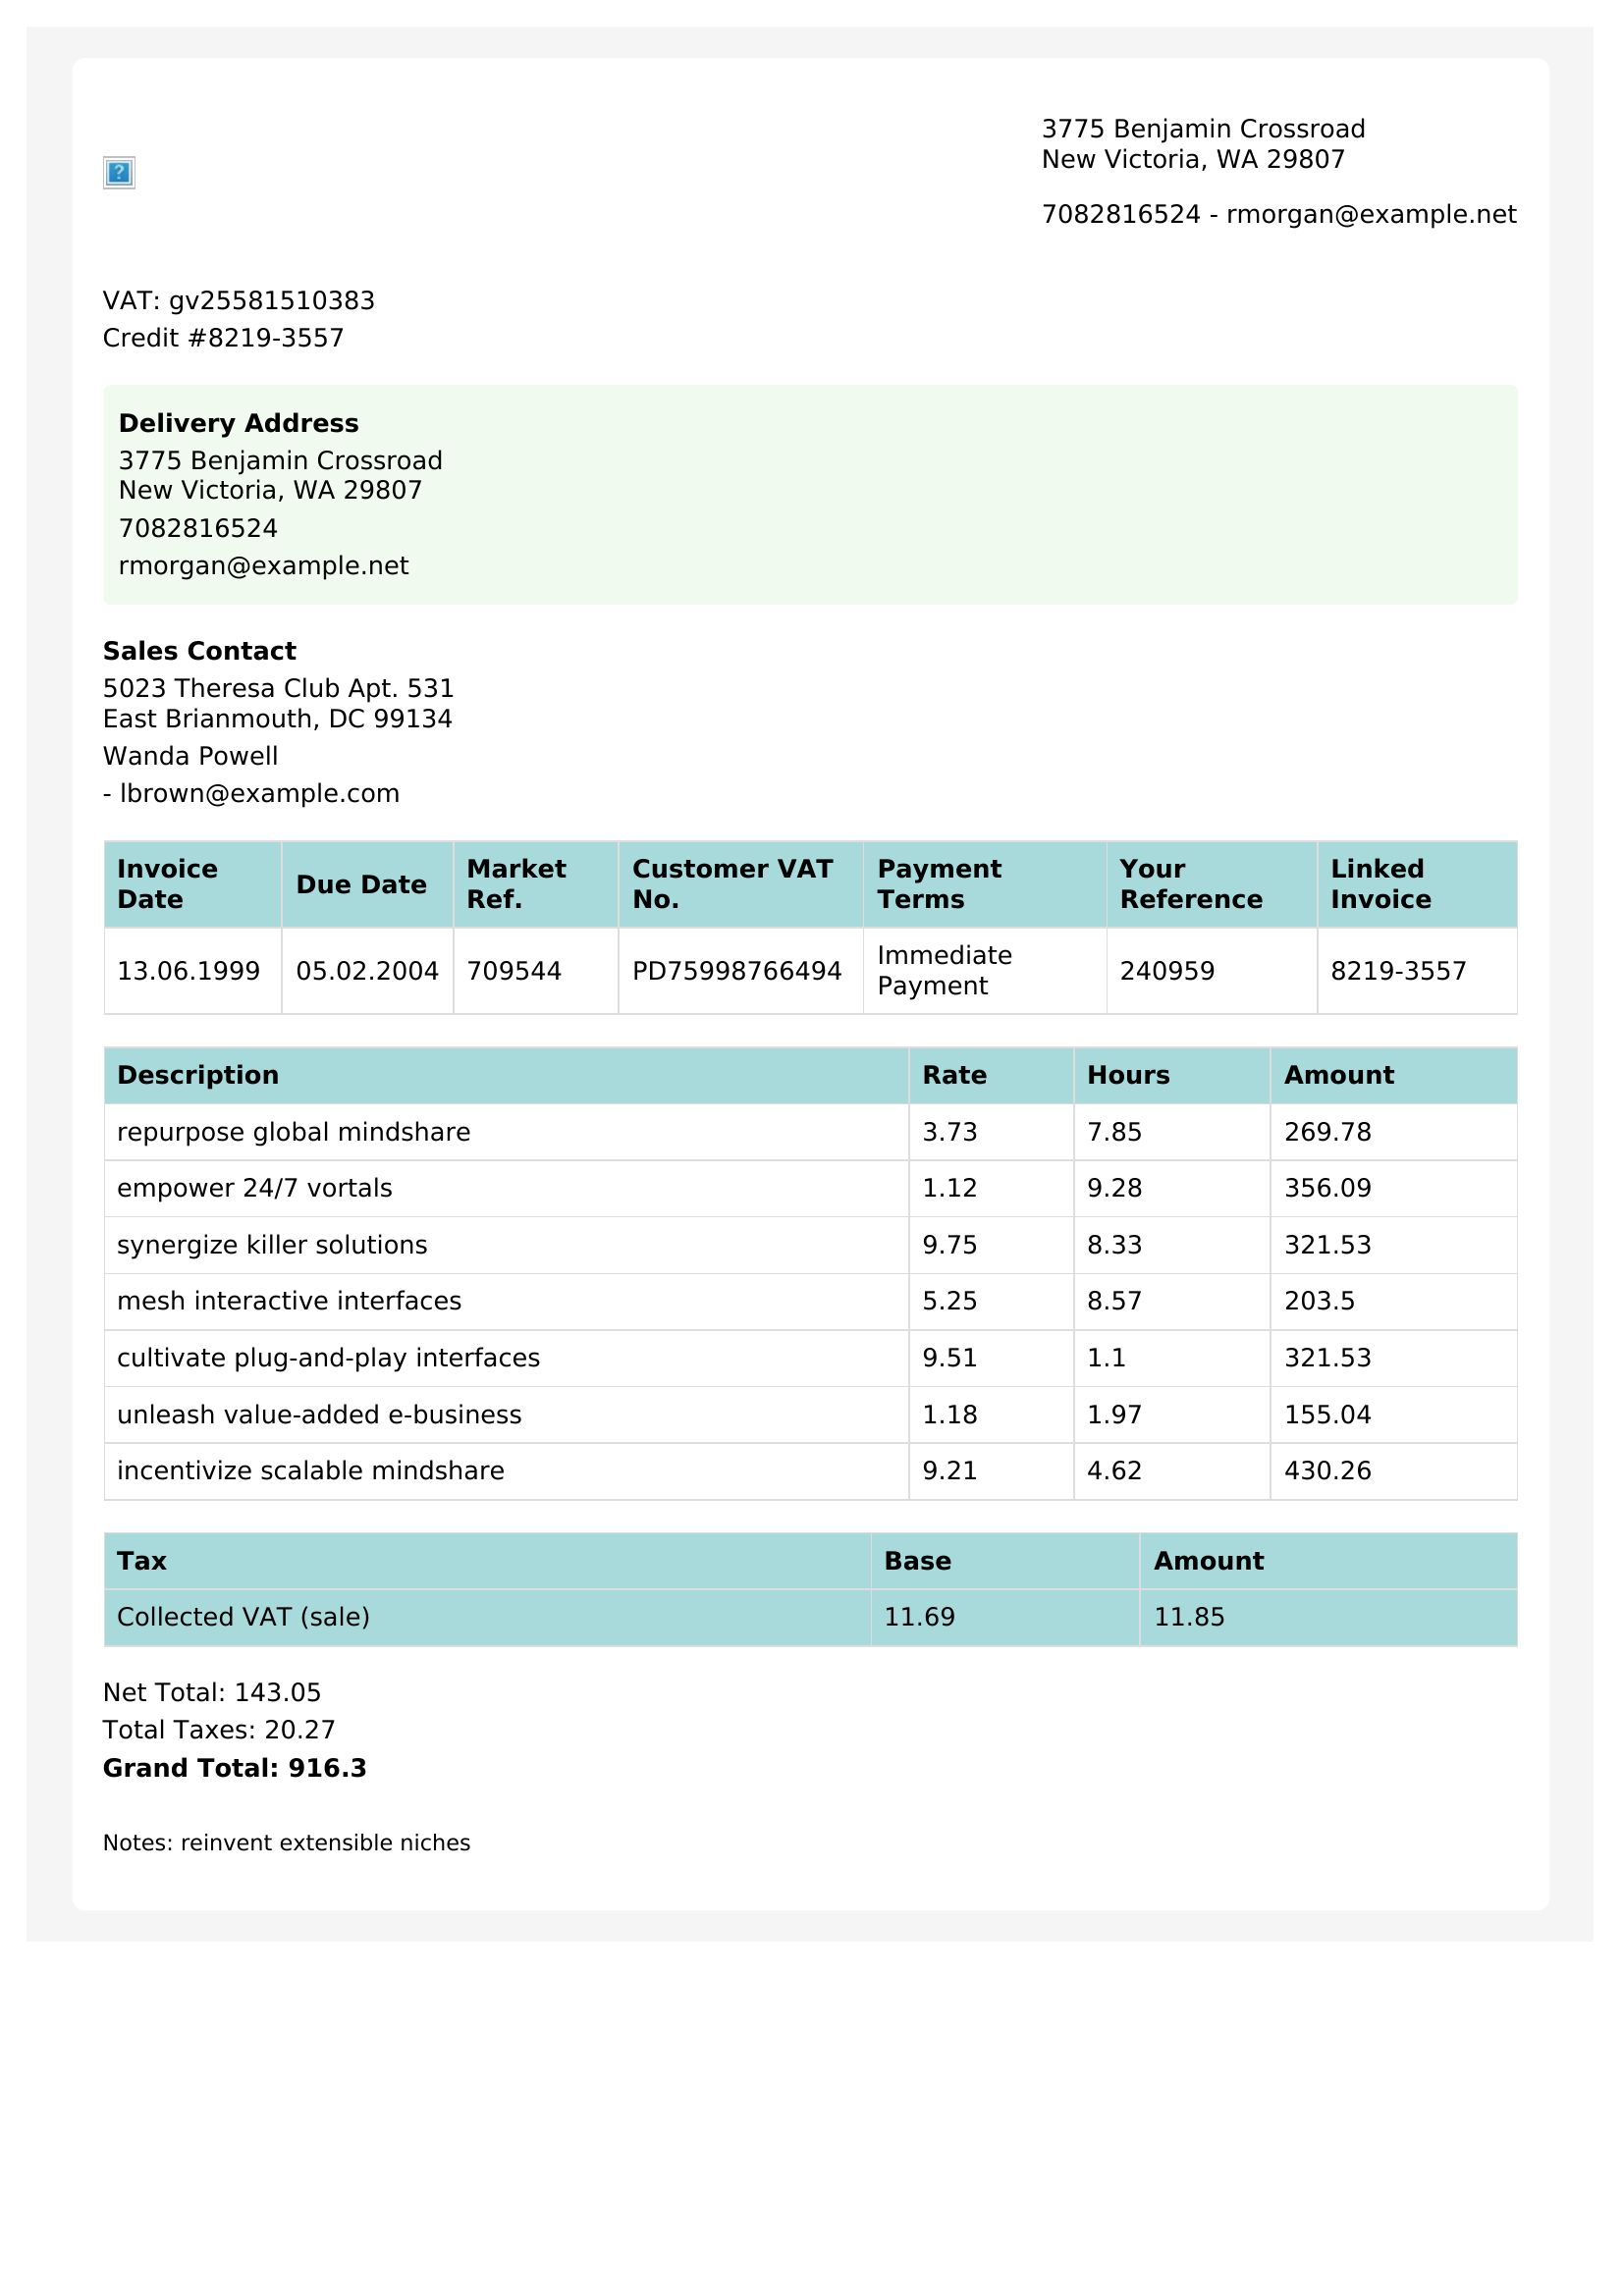 3775 Benjamin Crossroad
New Victoria, WA 29807
7082816524 - rmorgan@example.net
VAT: gv25581510383
Credit #8219-3557
Delivery Address
3775 Benjamin Crossroad
New Victoria, WA 29807
7082816524
rmorgan@example.net
Sales Contact
5023 Theresa Club Apt. 531
East Brianmouth, DC 99134
Wanda Powell
- lbrown@example.com
Invoice Date Due Date Market Ref. Customer VAT No. Payment Terms Your Reference Linked Invoice
13.06.1999 05.02.2004 709544 PD75998766494 Immediate Payment 240959 8219-3557
Description Rate Hours Amount
repurpose global mindshare 3.73 7.85 269.78
empower 24/7 vortals 1.12 9.28 356.09
synergize killer solutions 9.75 8.33 321.53
mesh interactive interfaces 5.25 8.57 203.5
cultivate plug-and-play interfaces 9.51 1.1 321.53
unleash value-added e-business 1.18 1.97 155.04
incentivize scalable mindshare 9.21 4.62 430.26
Tax Base Amount
Collected VAT (sale) 11.69 11.85
Net Total: 143.05
Total Taxes: 20.27
Grand Total: 916.3
Notes: reinvent extensible niches